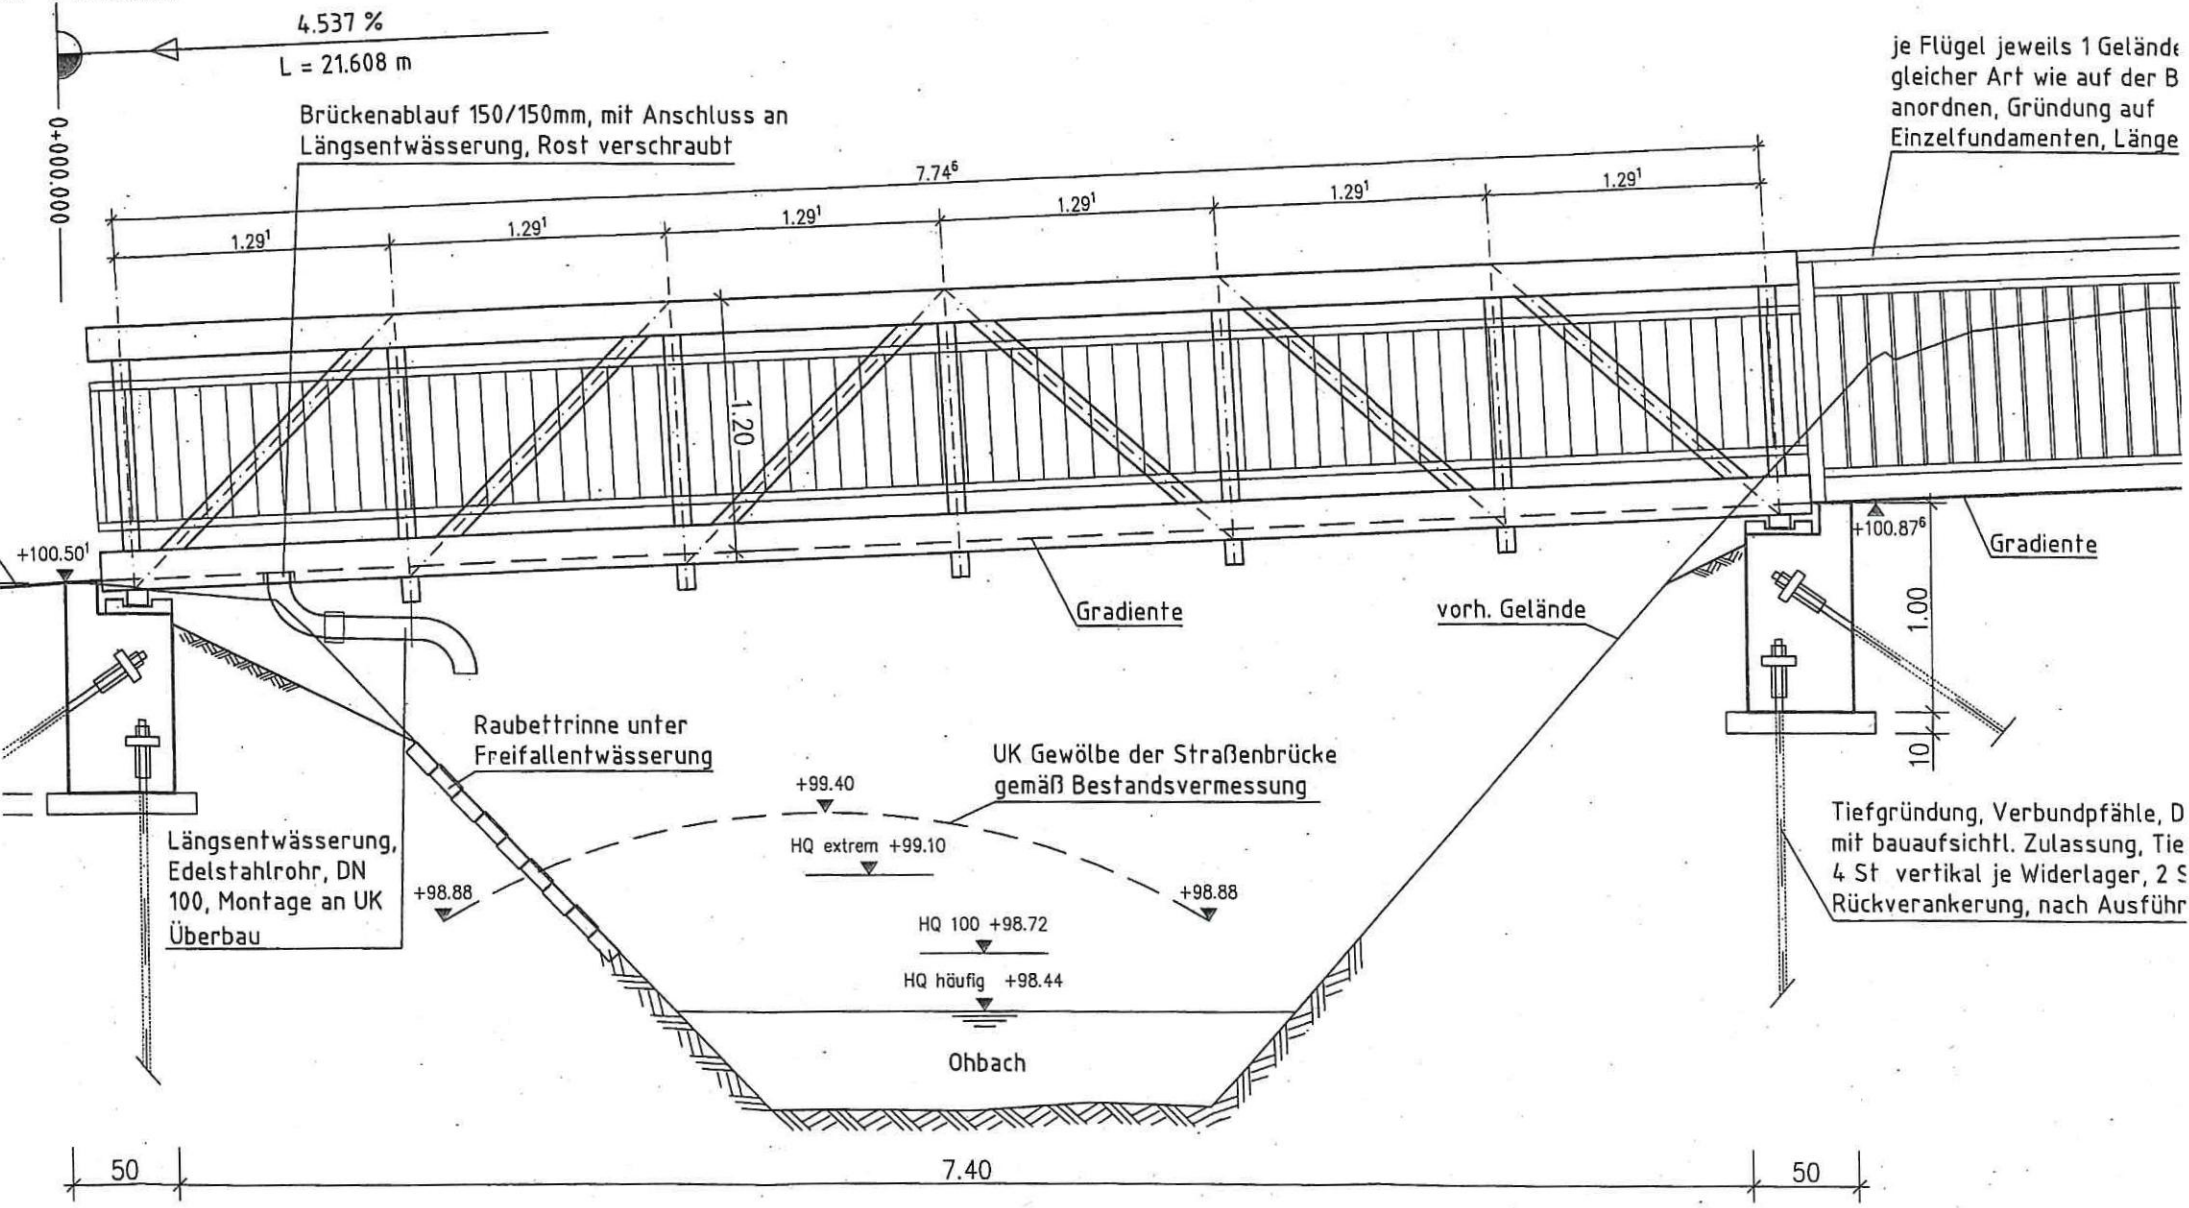 4.537 %
L = 21.608 m
0+000.000
Brückenablauf 150/150mm, mit Anschluss an
Längsentwässerung, Rost verschraubt
je Flügel jeweils 1 Gelände
gleicher Art wie auf der B
anordnen, Gründung auf
Einzelfundamenten, Länge
7.74⁶
1.29¹
1.29¹
1.29¹
1.29¹
1.29¹
1.29¹
1.20
+100.50¹
+100.87⁶
Gradiente
Gradiente
vorh. Gelände
1.00
10
Raubettrinne unter
Freifallentwässerung
UK Gewölbe der Straßenbrücke
gemäß Bestandsvermessung
+99.40
HQ extrem +99.10
+98.88
+98.88
HQ 100 +98.72
HQ häufig +98.44
Ohbach
Längsentwässerung,
Edelstahlrohr, DN
100, Montage an UK
Überbau
Tiefgründung, Verbundpfähle, D
mit bauaufsichtl. Zulassung, Tie
4 St vertikal je Widerlager, 2 S
Rückverankerung, nach Ausführ
50
7.40
50